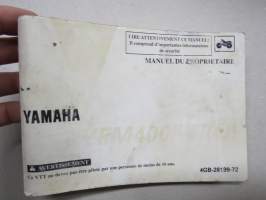 LIRE ATTENTIVEMENT CE MANUEL!
Il comprend d'importantes informations
de sécurité.
MANUEL DU PROPRIETAIRE
YAMAHA
AVERTISSEMENT
Ce VTT ne devra pas être piloté par une personne de moins de 16 ans.
4GB-28199-72